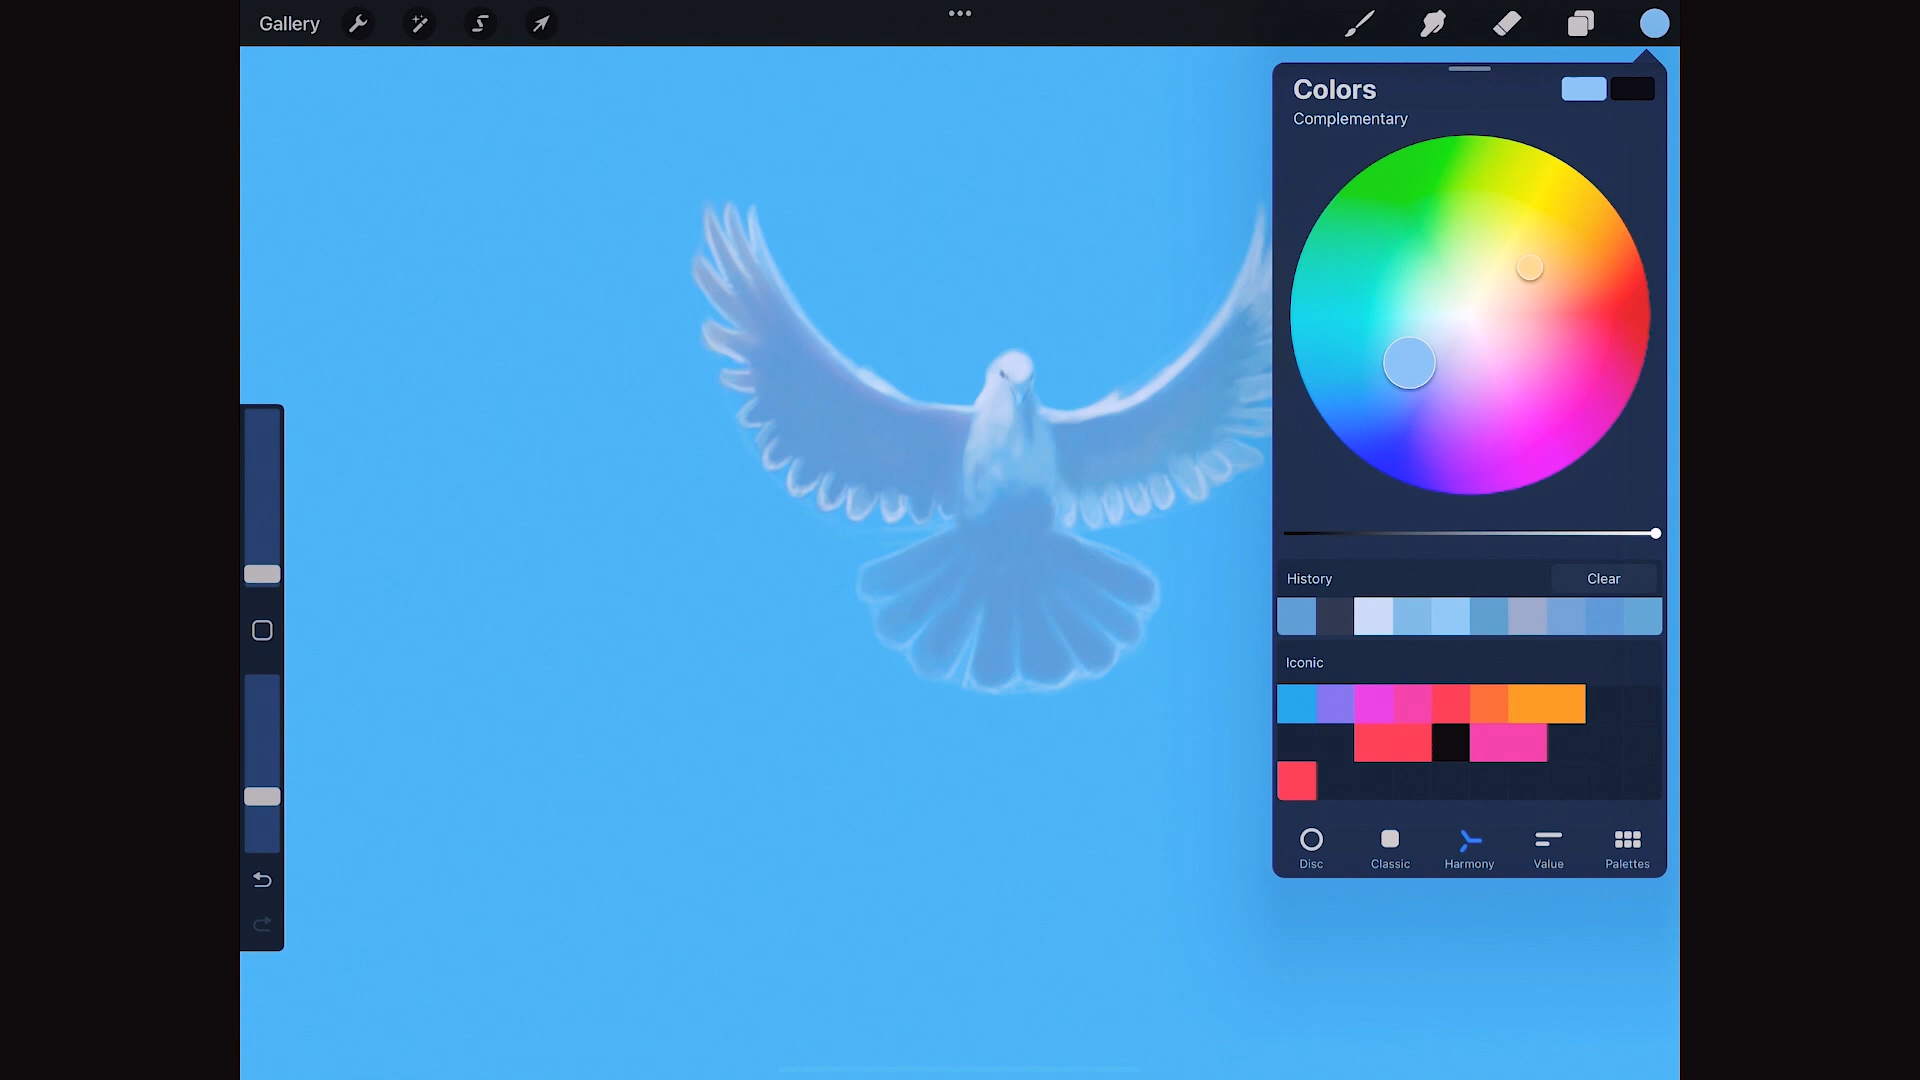 Gallery
Colors
Complementary
History
Clear
Iconic
Disc
Classic
Harmony
Value
Palettes